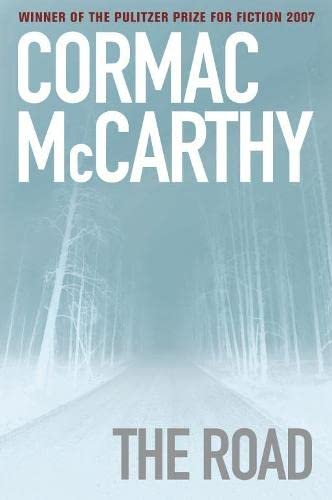 WINNER OF THE PULITZER PRIZE FOR FICTION 2007
CORMAC
McCARTHY
THE ROAD